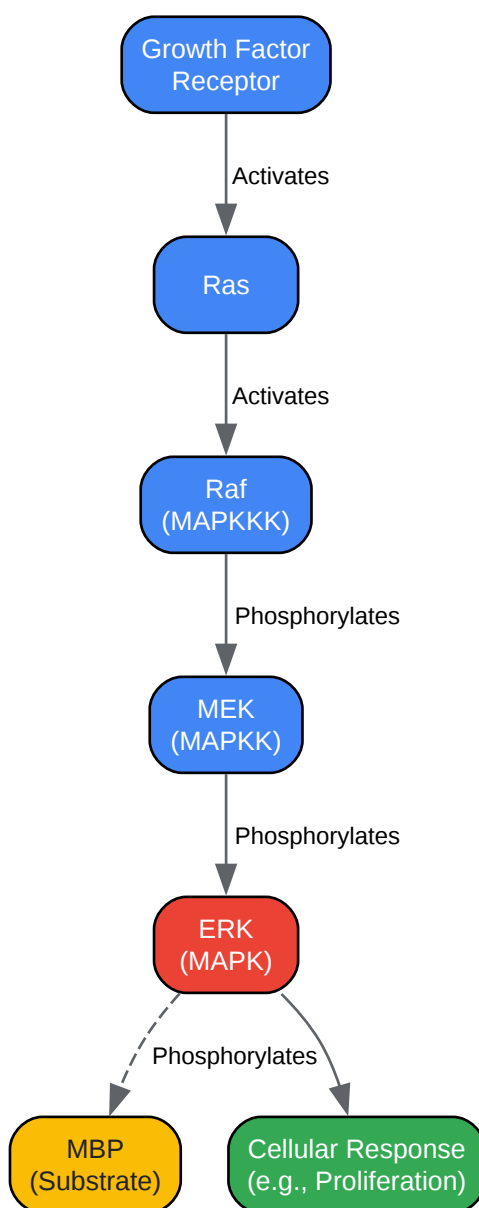 Growth Factor
Receptor
Activates
Ras
Activates
Raf
(MAPKKK)
Phosphorylates
MEK
(MAPKK)
Phosphorylates
ERK
(MAPK)
Phosphorylates
MBP
(Substrate)
Cellular Response
(e.g., Proliferation)